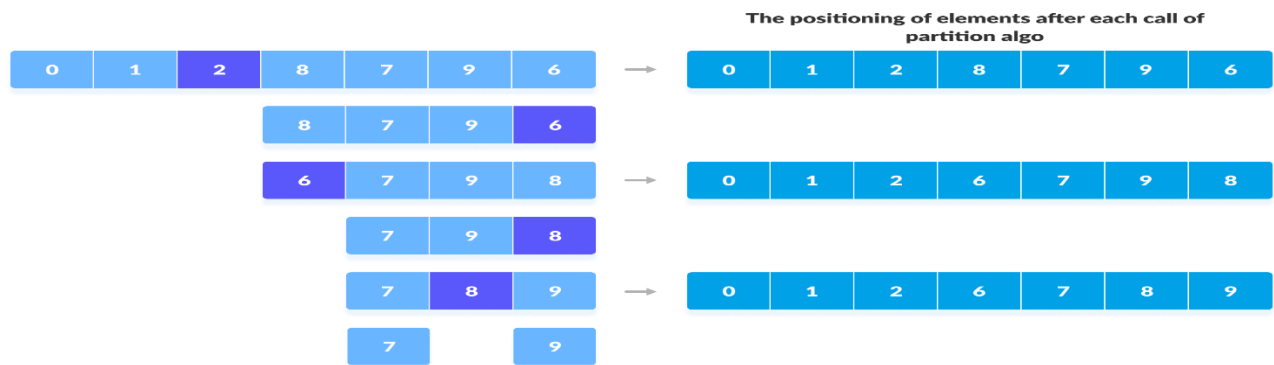 The positioning of elements after each call of
partition algo
0 1 2 8 7 9 6 0 1 2 8 7 9 6
8 7 9 6
6 7 9 8 0 1 2 6 7 9 8
7 9 8
7 8 9 0 1 2 6 7 8 9
7 9